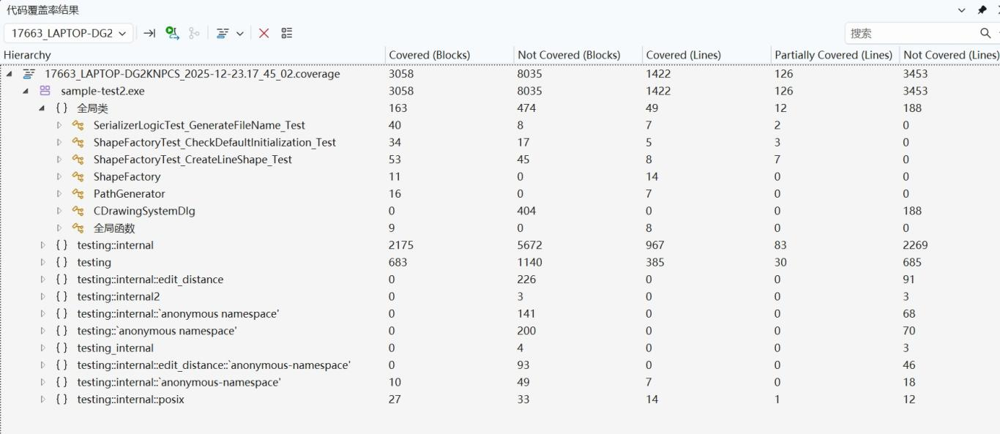 代码覆盖率结果
17663_LAPTOP-DG2 搜索
Hierarchy Covered (Blocks) Not Covered (Blocks) Covered (Lines) Partially Covered (Lines) Not Covered (Lines)
17663_LAPTOP-DG2KNPCS_2025-12-23.17_45_02.coverage 3058 8035 1422 126 3453
sample-test2.exe 3058 8035 1422 126 3453
{ } 全局类 163 474 49 12 188
SerializerLogicTest_GenerateFileName_Test 40 8 7 2 0
ShapeFactoryTest_CheckDefaultInitialization_Test 34 17 5 3 0
ShapeFactoryTest_CreateLineShape_Test 53 45 8 7 0
ShapeFactory 11 0 14 0 0
PathGenerator 16 0 7 0 0
CDrawingSystemDlg 0 404 0 0 188
全局函数 9 0 8 0 0
{ } testing::internal 2175 5672 967 83 2269
{ } testing 683 1140 385 30 685
{ } testing::internal::edit_distance 0 226 0 0 91
{ } testing::internal2 0 3 0 0 3
{ } testing::internal::`anonymous namespace' 0 141 0 0 68
{ } testing::`anonymous namespace' 0 200 0 0 70
{ } testing_internal 0 4 0 0 3
{ } testing::internal::edit_distance::`anonymous-namespace' 0 93 0 0 46
{ } testing::internal::`anonymous-namespace' 10 49 7 0 18
{ } testing::internal::posix 27 33 14 1 12